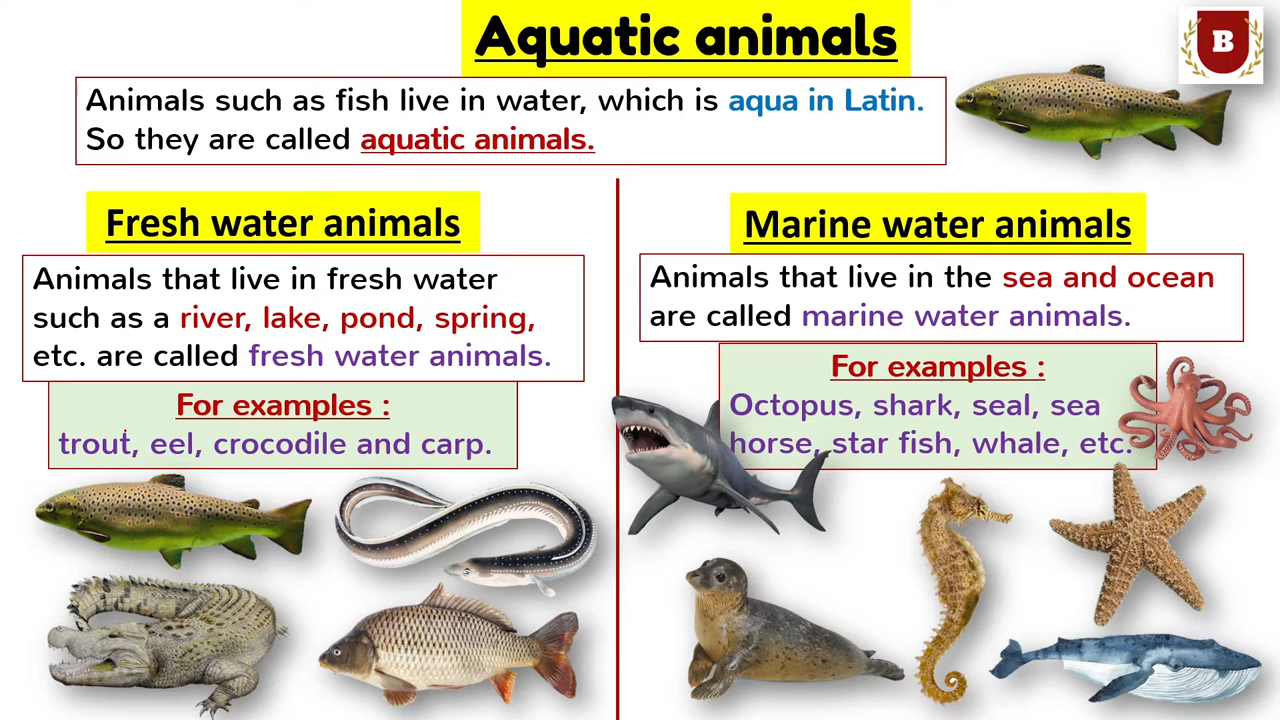 Aquatic animals
B
Animals such as fish live in water, which is aqua in Latin.
So they are called aquatic animals.
Fresh water animals
Animals that live in fresh water
such as a river, lake, pond, spring,
etc. are called fresh water animals.
For examples :
trout, eel, crocodile and carp.
Marine water animals
Animals that live in the sea and ocean
are called marine water animals.
For examples :
Octopus, shark, seal, sea
horse, star fish, whale, etc.